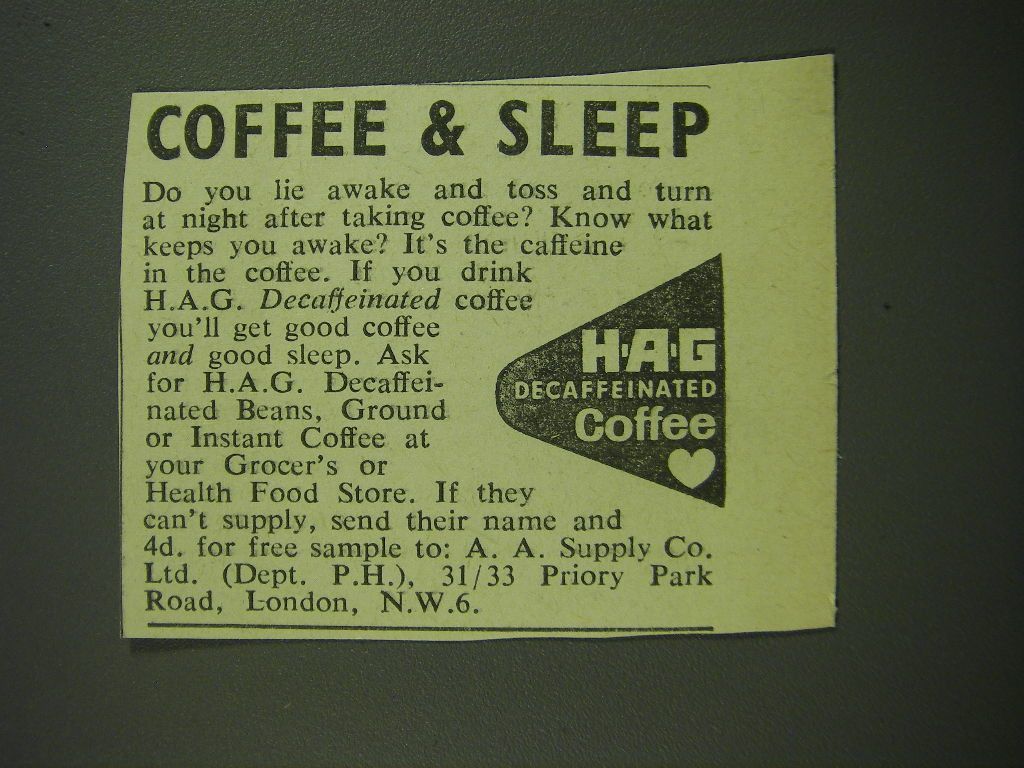 COFFEE & SLEEP
Do you lie awake and toss and turn
at night after taking coffee? Know what
keeps you awake? It's the caffeine
in the coffee. If you drink
H.A.G. Decaffeinated coffee
you'll get good coffee
and good sleep. Ask
for H.A.G. Decaffei-
nated Beans, Ground
or Instant Coffee at
your Grocer's or
Health Food Store. If they
can't supply, send their name and
4d. for free sample to: A. A. Supply Co.
Ltd. (Dept. P.H.), 31/33 Priory Park
Road, London, N.W.6.
H·A·G
DECAFFEINATED
Coffee